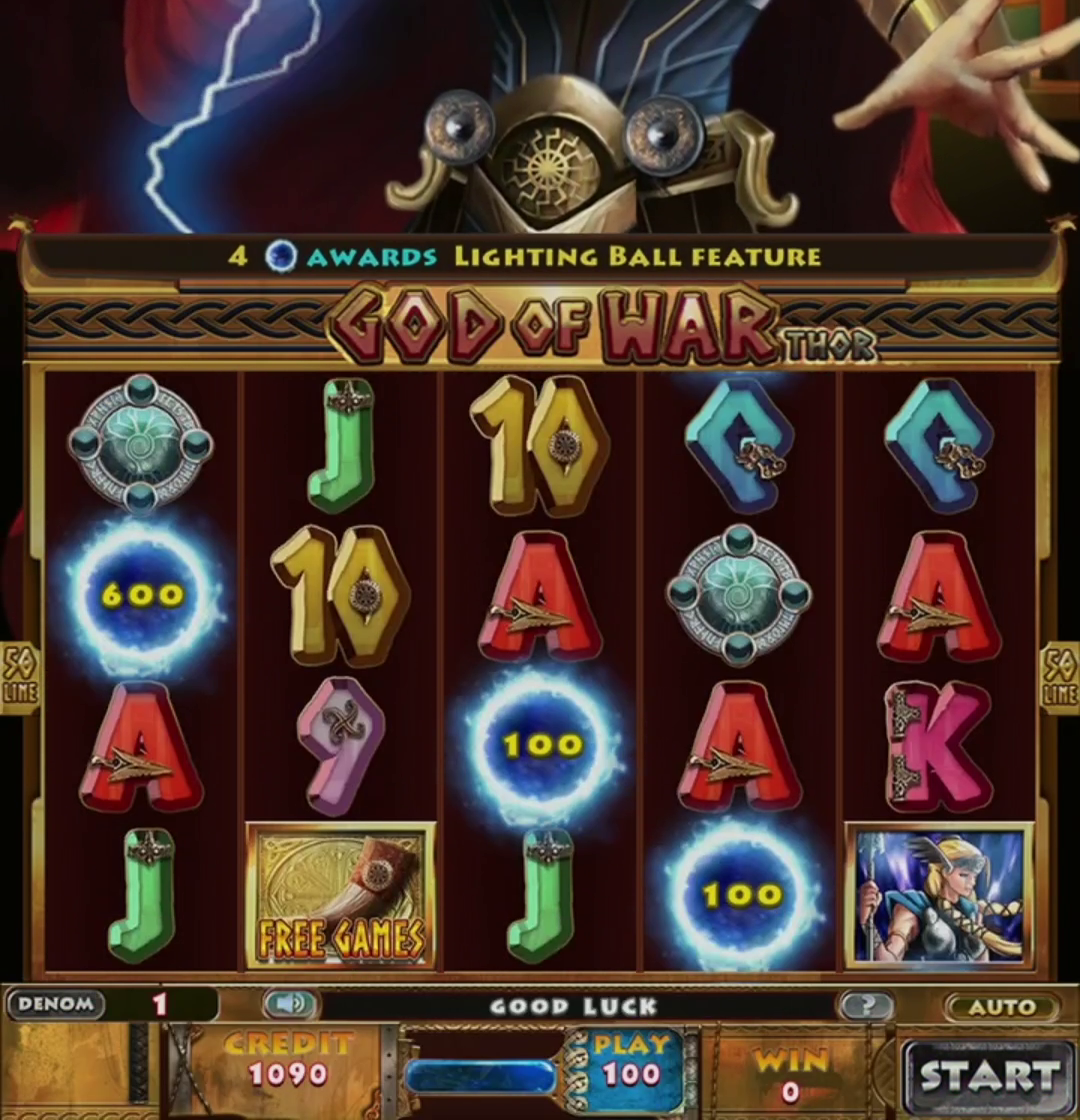 4 AWARDS LIGHTING BALL FEATURE
GOD OF WAR THOR
J 10
600 10 A A
50 LINE
50 LINE
A 9 100 A K
J FREE GAMES J 100
DENOM 1 GOOD LUCK ? AUTO
CREDIT 1090
PLAY 100
WIN 0
START